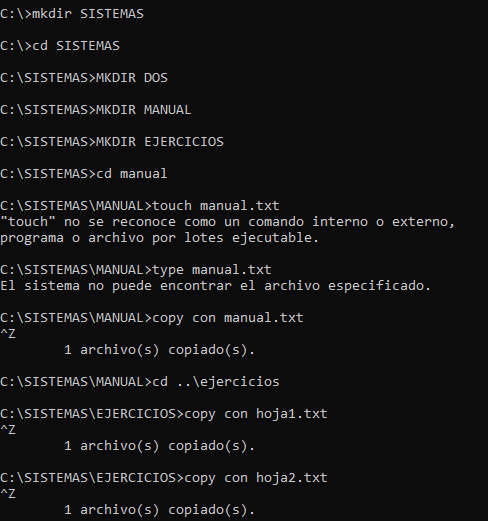 C:\>mkdir SISTEMAS
C:\>cd SISTEMAS
C:\SISTEMAS>MKDIR DOS
C:\SISTEMAS>MKDIR MANUAL
C:\SISTEMAS>MKDIR EJERCICIOS
C:\SISTEMAS>cd manual
C:\SISTEMAS\MANUAL>touch manual.txt
"touch" no se reconoce como un comando interno o externo,
programa o archivo por lotes ejecutable.
C:\SISTEMAS\MANUAL>type manual.txt
El sistema no puede encontrar el archivo especificado.
C:\SISTEMAS\MANUAL>copy con manual.txt
^Z
1 archivo(s) copiado(s).
C:\SISTEMAS\MANUAL>cd ..\ejercicios
C:\SISTEMAS\EJERCICIOS>copy con hoja1.txt
^Z
1 archivo(s) copiado(s).
C:\SISTEMAS\EJERCICIOS>copy con hoja2.txt
^Z
1 archivo(s) copiado(s).